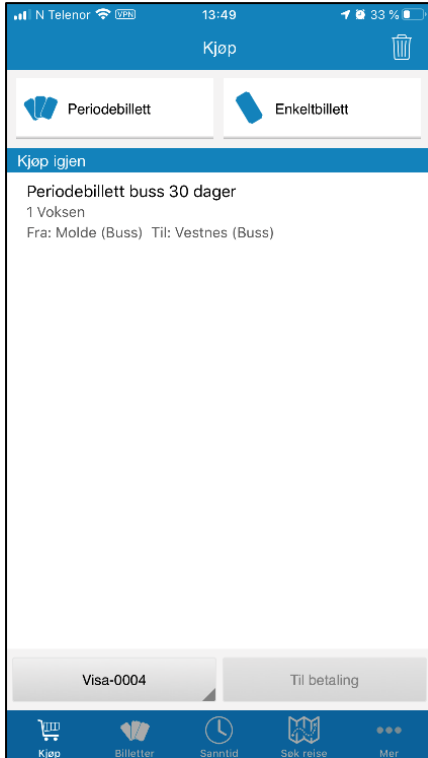 N Telenor VPN 13:49 33 %
Kjøp
Periodebillett Enkeltbillett
Kjøp igjen
Periodebillett buss 30 dager
1 Voksen
Fra: Molde (Buss) Til: Vestnes (Buss)
Visa-0004 Til betaling
Kjøp Billetter Sanntid Søk reise Mer